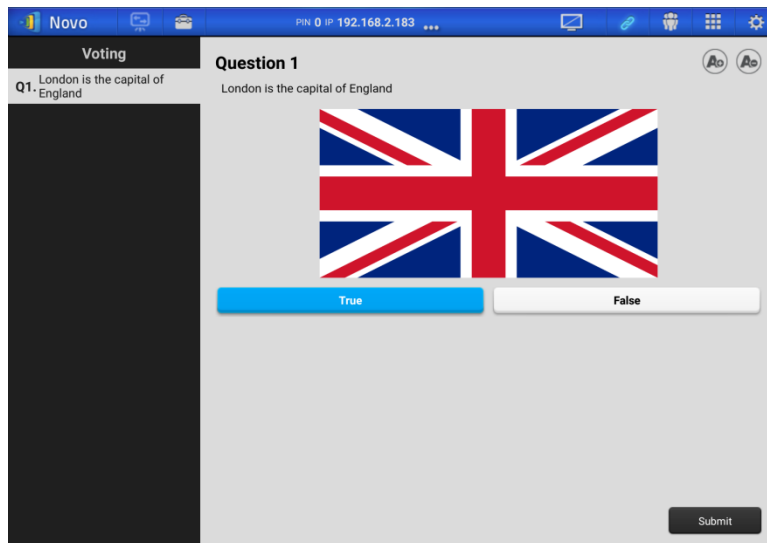 Novo
PIN 0 IP 192.168.2.183 ...
Voting
Q1. London is the capital of
England
Question 1
London is the capital of England
True
False
Submit